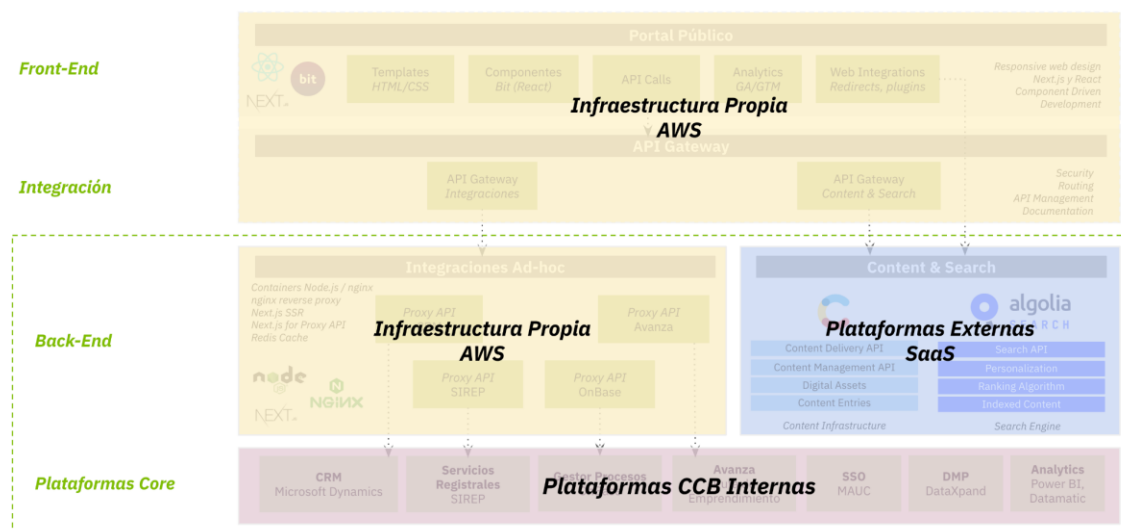 Front-End
Portal Público
NEXT.
bit
Templates
HTML/CSS
Componentes
Bit (React)
API Calls
Analytics
GA/GTM
Web Integrations
Redirects, plugins
Responsive web design
Next.js y React
Component Driven
Development
Infraestructura Propia
AWS
API Gateway
Integración
API Gateway
Integraciones
API Gateway
Content & Search
Security
Routing
API Management
Documentation
Back-End
Integraciones Ad-hoc
Containers Node.js / nginx
nginx reverse proxy
Next.js SSR
Next.js for Proxy API
Redis Cache
Proxy API
Proxy API
Avanza
Infraestructura Propia
AWS
node
NGINX
NEXT.
Proxy API
SIREP
Proxy API
OnBase
Content & Search
algolia
SEARCH
Plataformas Externas
SaaS
Content Delivery API
Content Management API
Digital Assets
Content Entries
Content Infrastructure
Search API
Personalization
Ranking Algorithm
Indexed Content
Search Engine
Plataformas Core
CRM
Microsoft Dynamics
Servicios
Registrales
SIREP
Gestor Procesos
Avanza
Emprendimiento
Plataformas CCB Internas
SSO
MAUC
DMP
DataXpand
Analytics
Power BI,
Datamatic